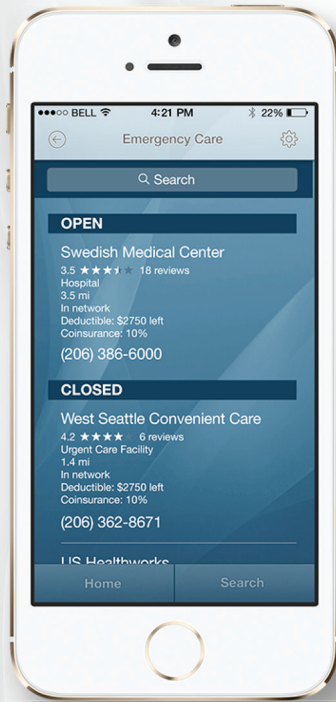 BELL 4:21 PM 22%
Emergency Care
Search
OPEN
Swedish Medical Center
3.5 ★★★★★ 18 reviews
Hospital
3.5 mi
In network
Deductible: $2750 left
Coinsurance: 10%
(206) 386-6000
CLOSED
West Seattle Convenient Care
4.2 ★★★★ 6 reviews
Urgent Care Facility
1.4 mi
In network
Deductible: $2750 left
Coinsurance: 10%
(206) 362-8671
US Healthworks
Home Search